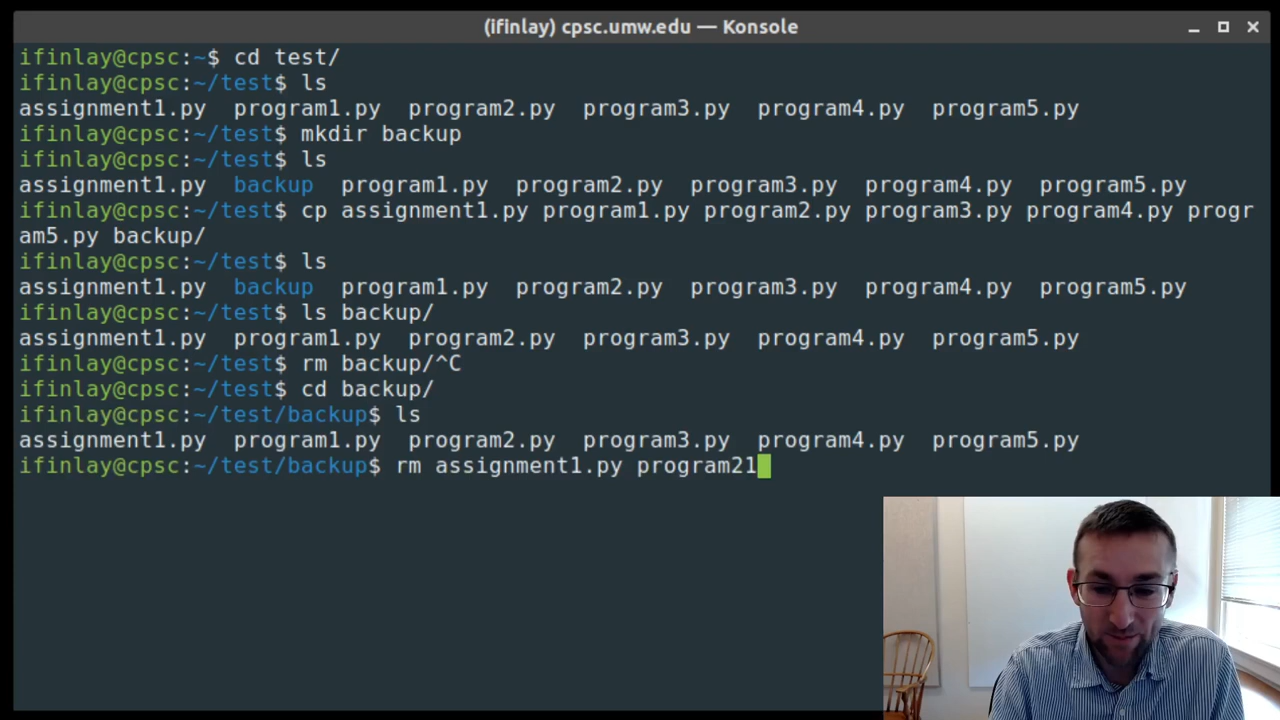 (ifinlay) cpsc.umw.edu — Konsole
ifinlay@cpsc:~$ cd test/
ifinlay@cpsc:~/test$ ls
assignment1.py  program1.py  program2.py  program3.py  program4.py  program5.py
ifinlay@cpsc:~/test$ mkdir backup
ifinlay@cpsc:~/test$ ls
assignment1.py  backup  program1.py  program2.py  program3.py  program4.py  program5.py
ifinlay@cpsc:~/test$ cp assignment1.py program1.py program2.py program3.py program4.py progr
am5.py backup/
ifinlay@cpsc:~/test$ ls
assignment1.py  backup  program1.py  program2.py  program3.py  program4.py  program5.py
ifinlay@cpsc:~/test$ ls backup/
assignment1.py  program1.py  program2.py  program3.py  program4.py  program5.py
ifinlay@cpsc:~/test$ rm backup/^C
ifinlay@cpsc:~/test$ cd backup/
ifinlay@cpsc:~/test/backup$ ls
assignment1.py  program1.py  program2.py  program3.py  program4.py  program5.py
ifinlay@cpsc:~/test/backup$ rm assignment1.py program21